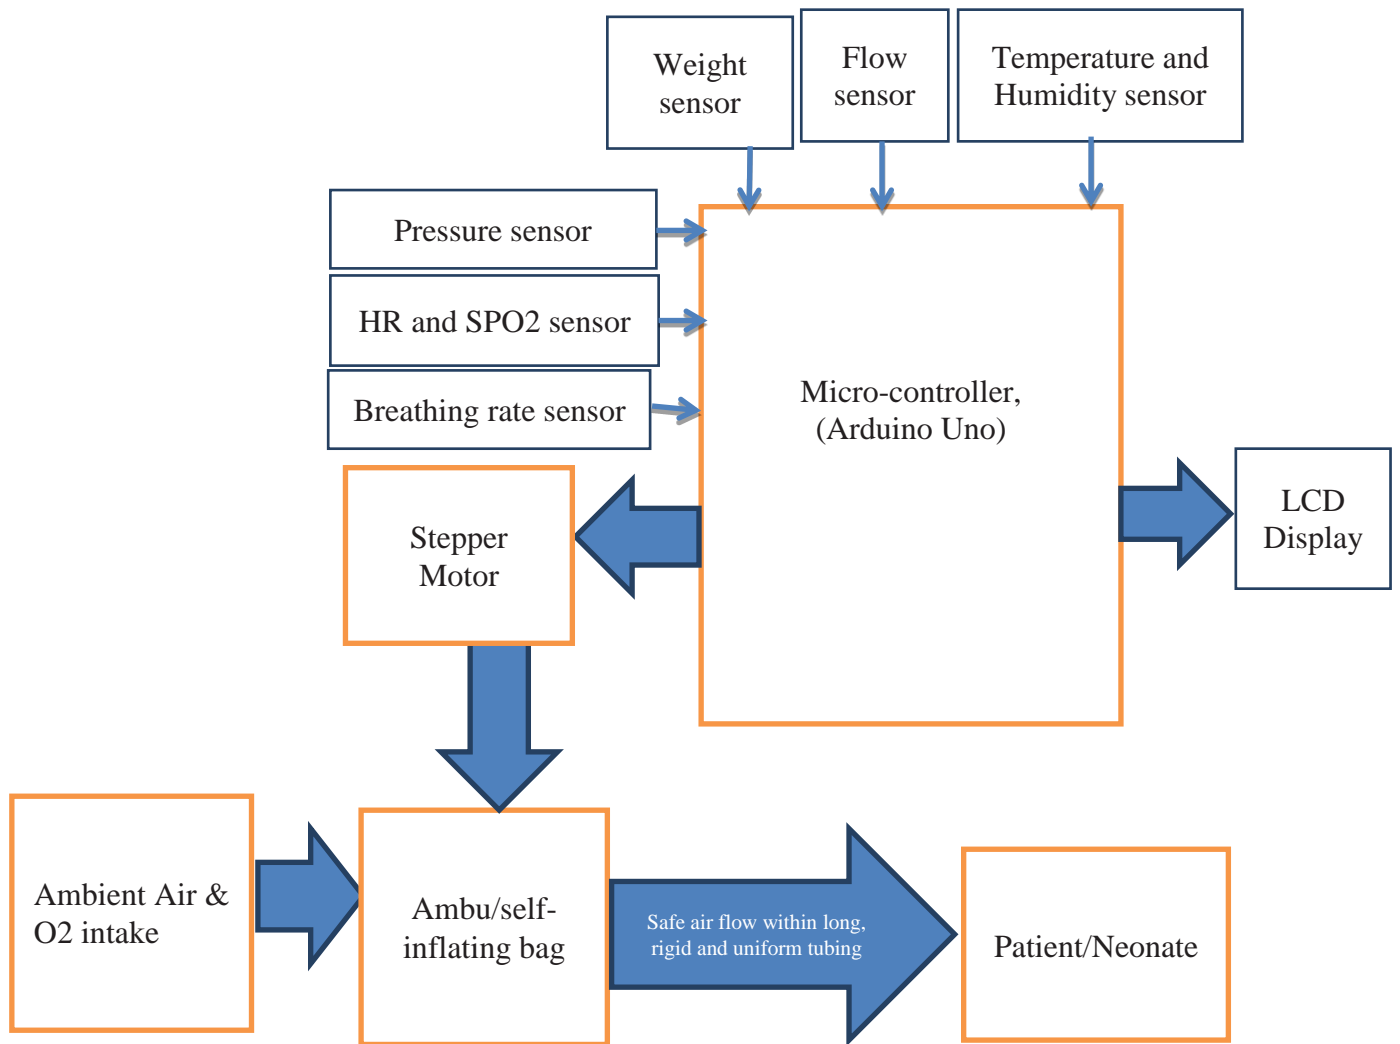 Weight
sensor
Flow
sensor
Temperature and
Humidity sensor
Pressure sensor
HR and SPO2 sensor
Breathing rate sensor
Micro-controller,
(Arduino Uno)
Stepper
Motor
LCD
Display
Ambient Air &
O2 intake
Ambu/self-
inflating bag
Safe air flow within long,
rigid and uniform tubing
Patient/Neonate